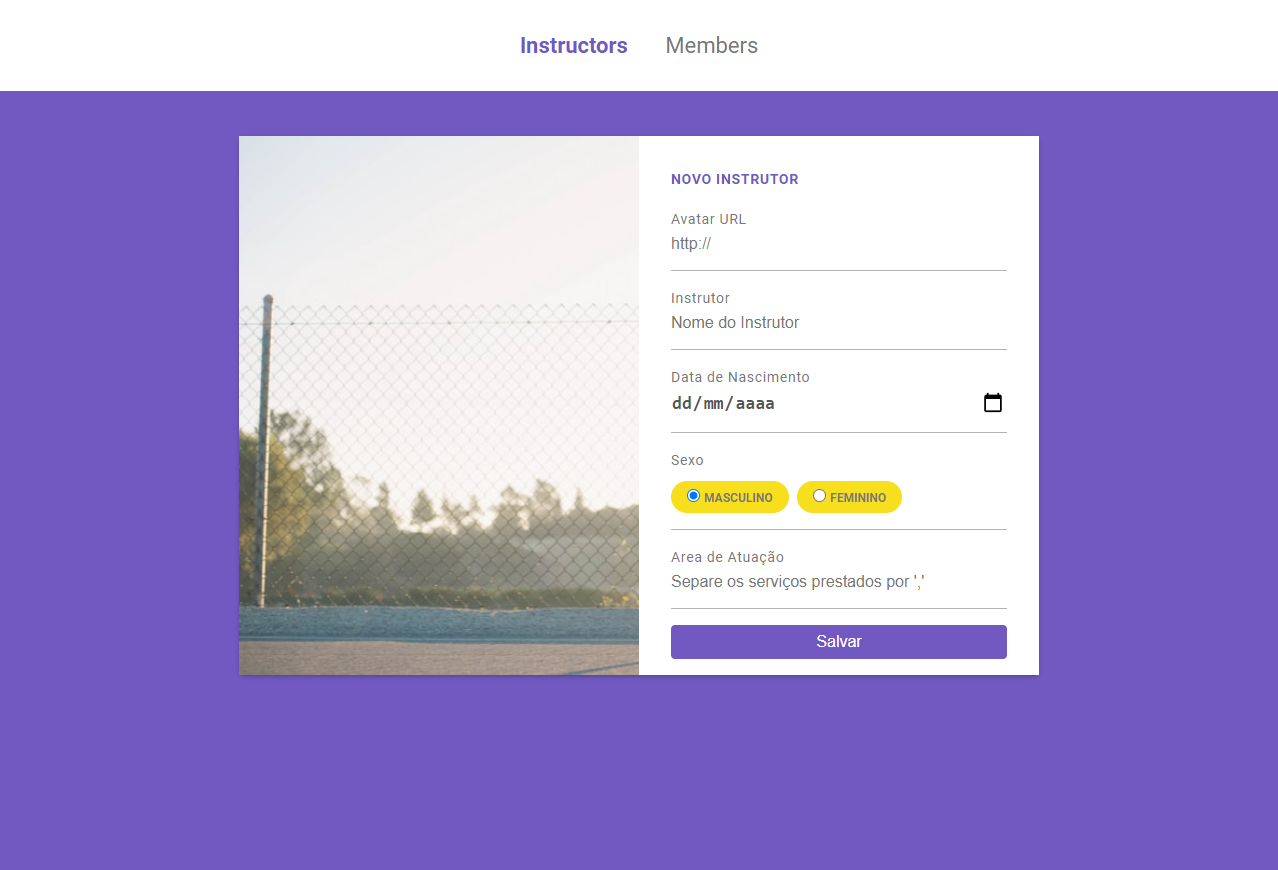 Instructors Members
NOVO INSTRUTOR
Avatar URL
http://
Instrutor
Nome do Instrutor
Data de Nascimento
dd/mm/aaaa
Sexo
MASCULINO FEMININO
Area de Atuação
Separe os serviços prestados por ','
Salvar